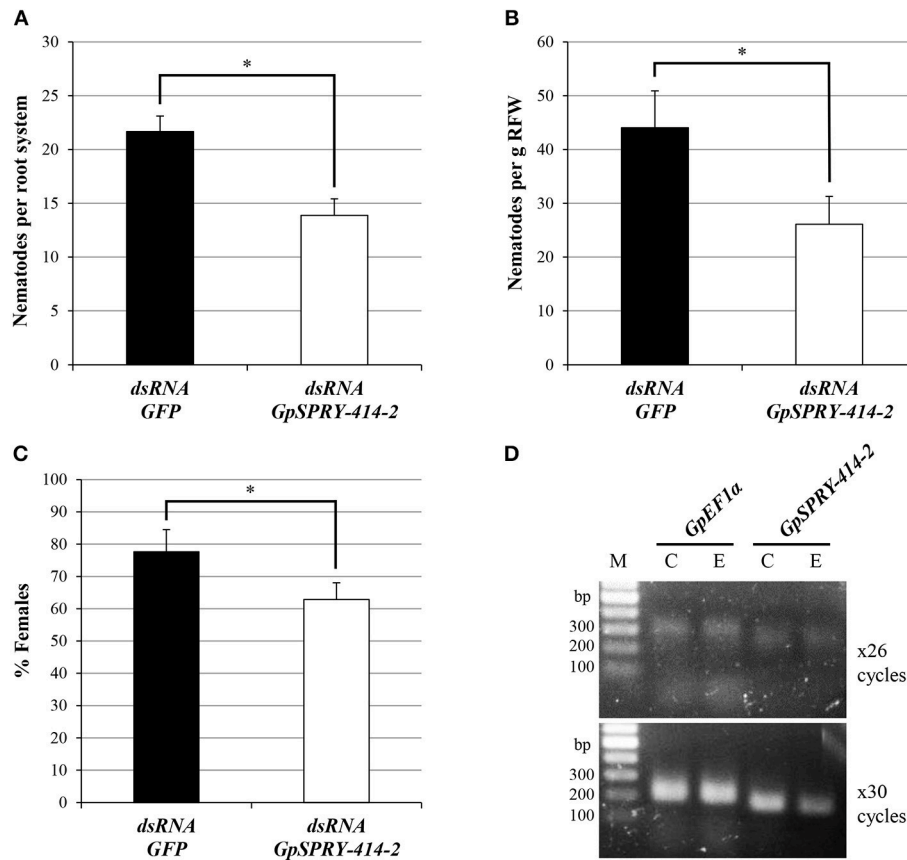 A
Nematodes per root system
30
25
20
15
10
5
0
*
dsRNA
GFP
dsRNA
GpSPRY-414-2
B
Nematodes per g RFW
60
50
40
30
20
10
0
*
dsRNA
GFP
dsRNA
GpSPRY-414-2
C
% Females
100
90
80
70
60
50
40
30
20
10
0
*
dsRNA
GFP
dsRNA
GpSPRY-414-2
D
GpEF1α
GpSPRY-414-2
M C E C E
bp
300
200
100
x26
cycles
bp
300
200
100
x30
cycles